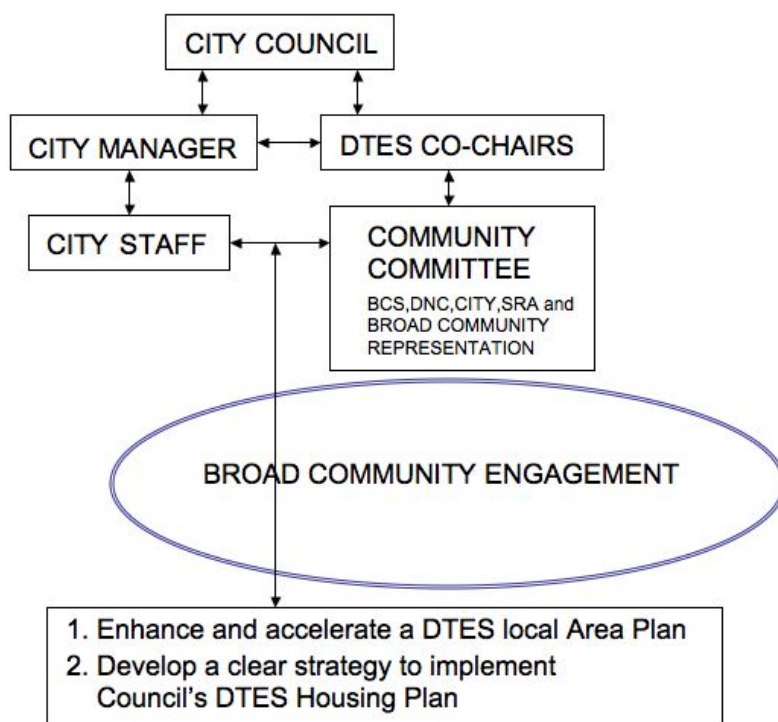 CITY COUNCIL
CITY MANAGER
DTES CO-CHAIRS
CITY STAFF
COMMUNITY
COMMITTEE
BCS,DNC,CITY,SRA and
BROAD COMMUNITY
REPRESENTATION
BROAD COMMUNITY ENGAGEMENT
1. Enhance and accelerate a DTES local Area Plan
2. Develop a clear strategy to implement
Council's DTES Housing Plan